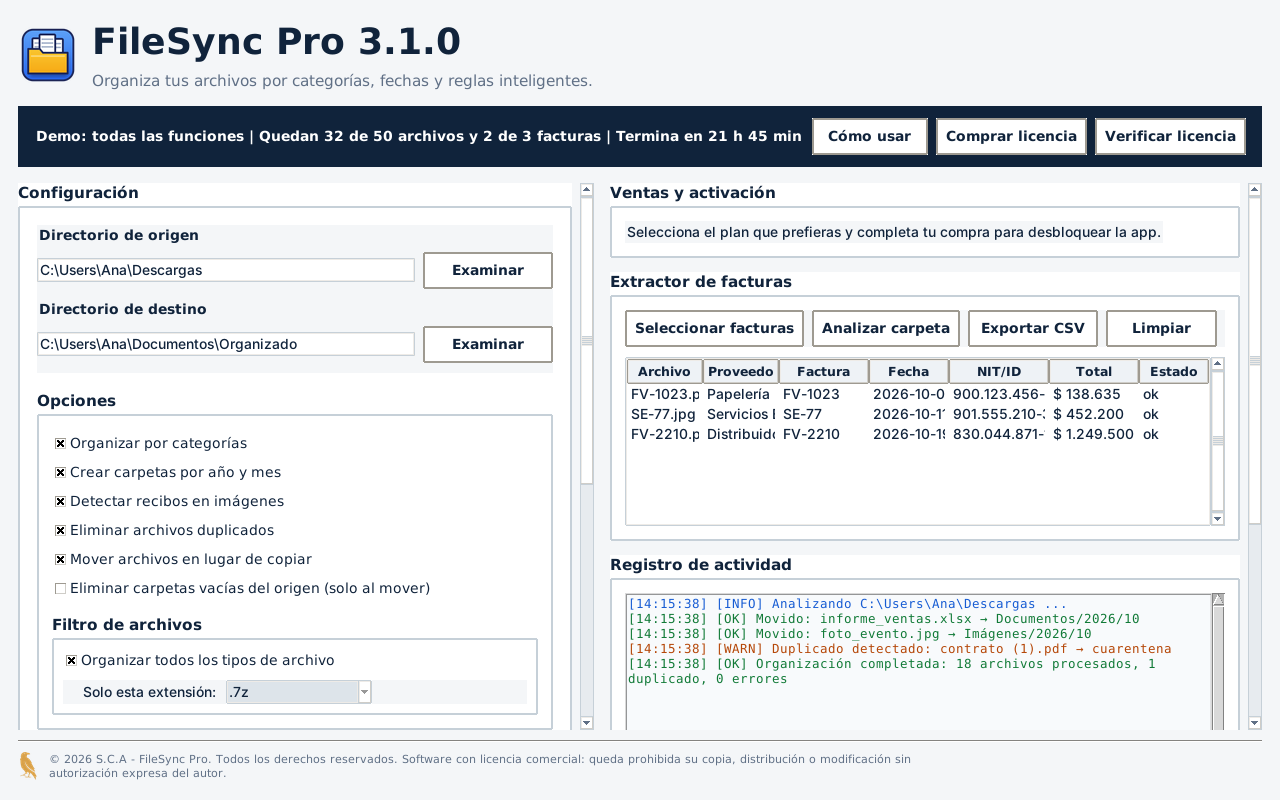 FileSync Pro 3.1.0
Organiza tus archivos por categorías, fechas y reglas inteligentes.
Demo: todas las funciones | Quedan 32 de 50 archivos y 2 de 3 facturas | Termina en 21 h 45 min
Cómo usar
Comprar licencia
Verificar licencia
Configuración
Directorio de origen
C:\Users\Ana\Descargas
Examinar
Directorio de destino
C:\Users\Ana\Documentos\Organizado
Examinar
Opciones
Organizar por categorías
Crear carpetas por año y mes
Detectar recibos en imágenes
Eliminar archivos duplicados
Mover archivos en lugar de copiar
Eliminar carpetas vacías del origen (solo al mover)
Filtro de archivos
Organizar todos los tipos de archivo
Solo esta extensión: .7z
Ventas y activación
Selecciona el plan que prefieras y completa tu compra para desbloquear la app.
Extractor de facturas
Seleccionar facturas
Analizar carpeta
Exportar CSV
Limpiar
Archivo Proveedo Factura Fecha NIT/ID Total Estado
FV-1023.p Papelería FV-1023 2026-10-0 900.123.456- $ 138.635 ok
SE-77.jpg Servicios SE-77 2026-10-1 901.555.210- $ 452.200 ok
FV-2210.p Distribuid FV-2210 2026-10-1 830.044.871- $ 1.249.500 ok
Registro de actividad
[14:15:38] [INFO] Analizando C:\Users\Ana\Descargas ...
[14:15:38] [OK] Movido: informe_ventas.xlsx → Documentos/2026/10
[14:15:38] [OK] Movido: foto_evento.jpg → Imágenes/2026/10
[14:15:38] [WARN] Duplicado detectado: contrato (1).pdf → cuarentena
[14:15:38] [OK] Organización completada: 18 archivos procesados, 1
duplicado, 0 errores
© 2026 S.C.A - FileSync Pro. Todos los derechos reservados. Software con licencia comercial: queda prohibida su copia, distribución o modificación sin
autorización expresa del autor.